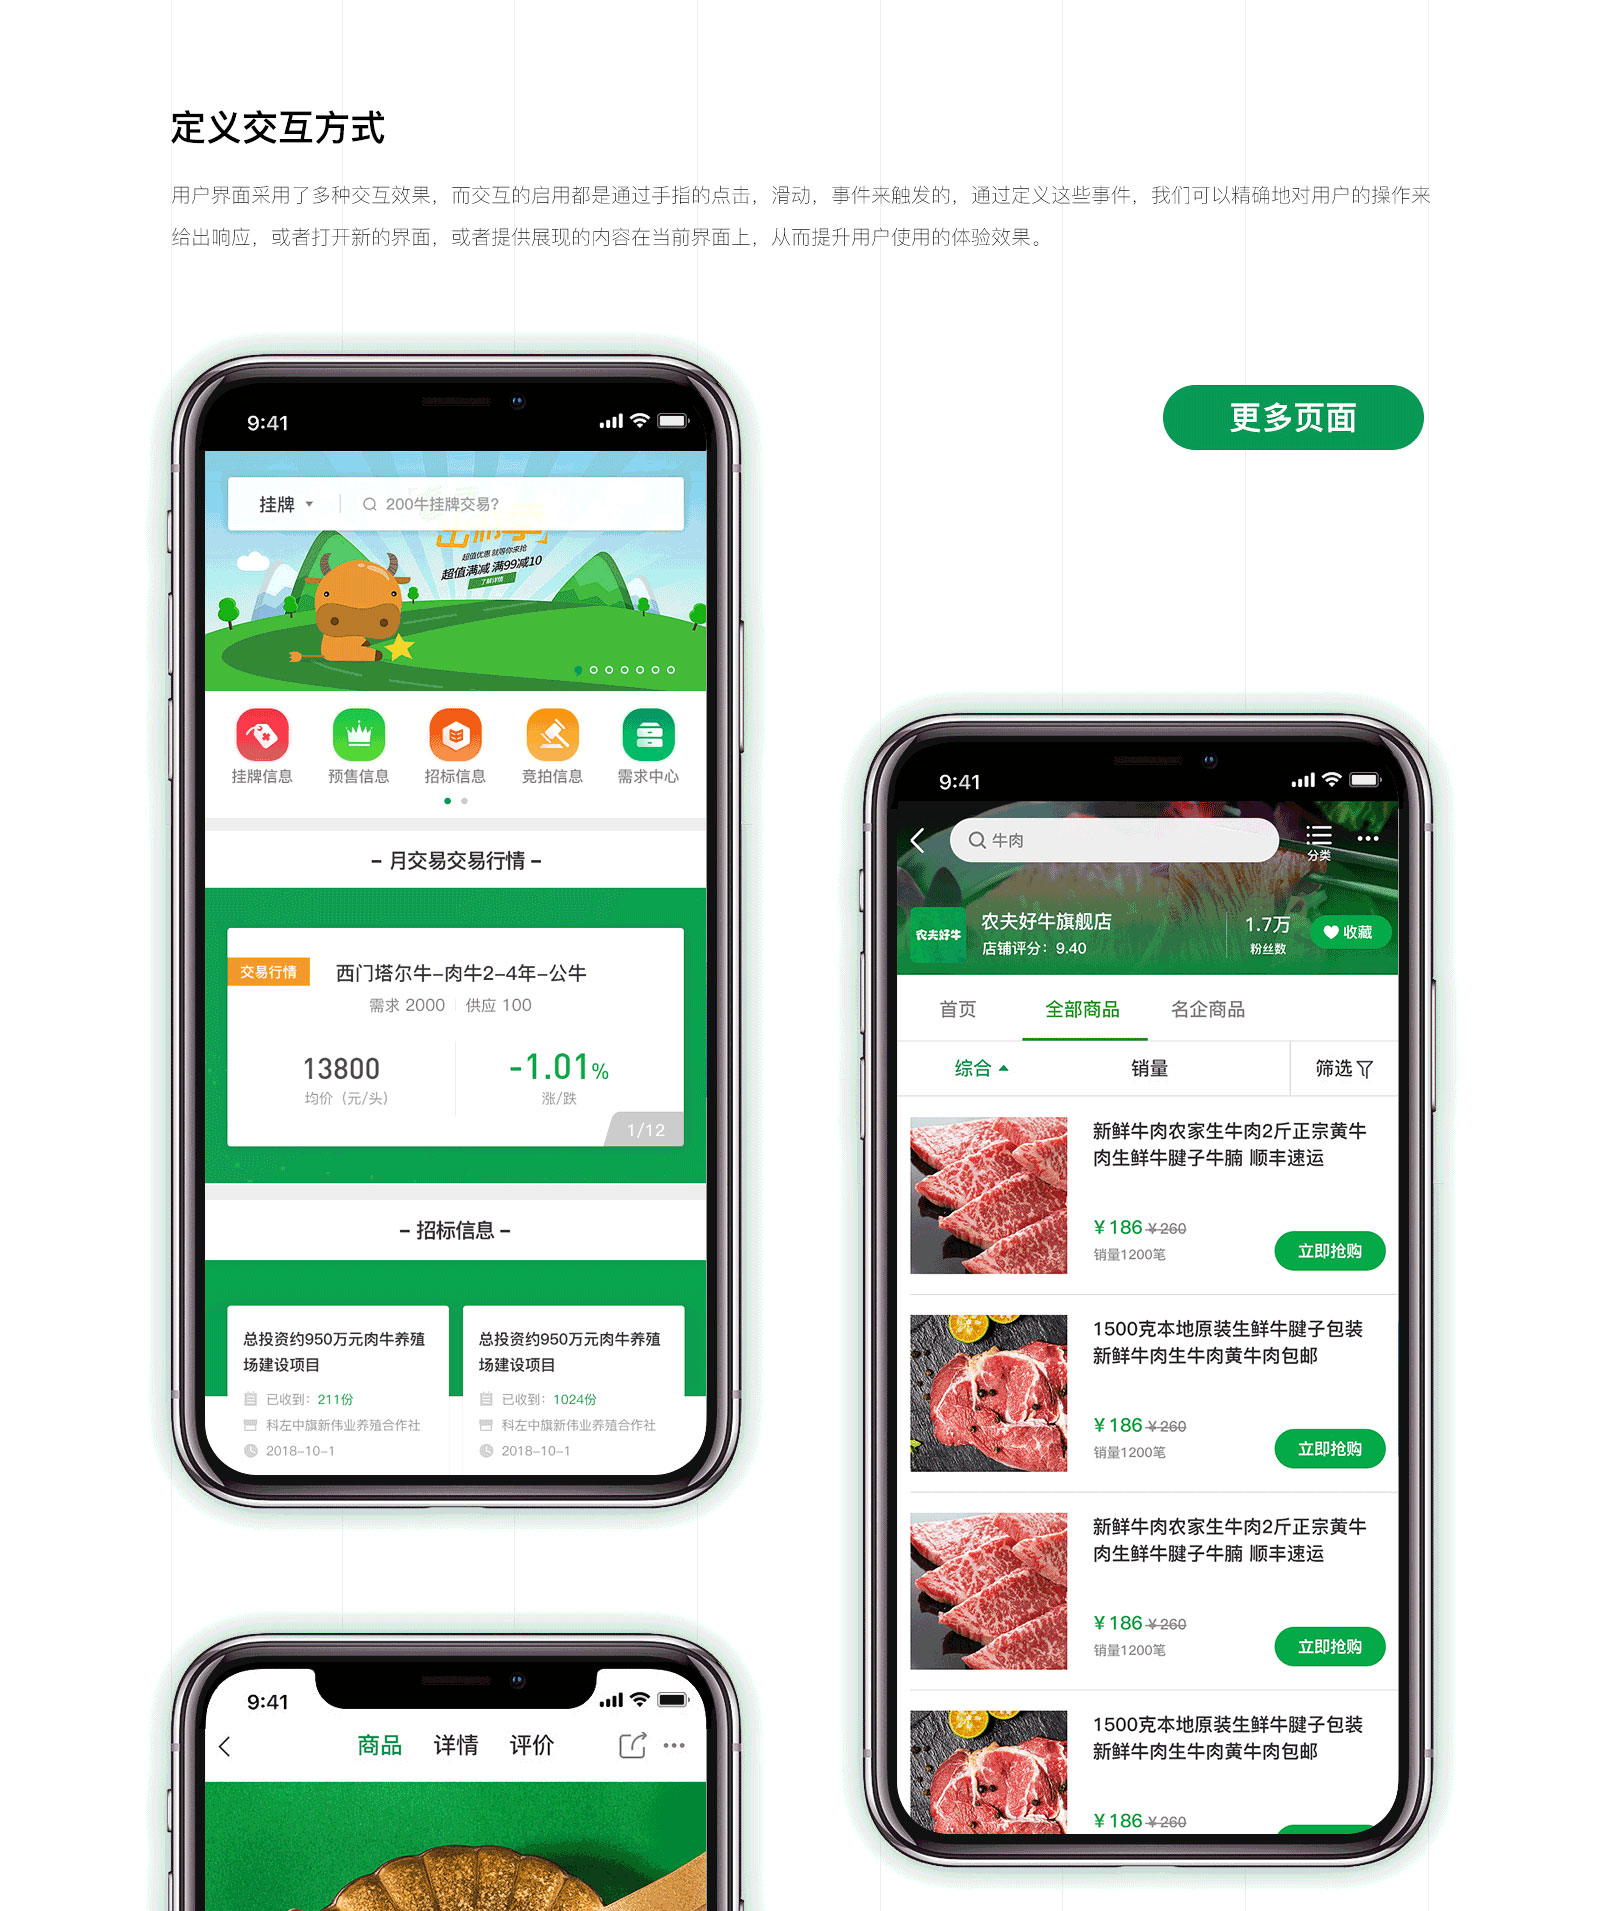 定义交互方式
用户界面采用了多种交互效果，而交互的启用都是通过手指的点击，滑动，事件来触发的，通过定义这些事件，我们可以精确地对用户的操作来
给出响应，或者打开新的界面，或者提供展现的内容在当前界面上，从而提升用户使用的体验效果。
更多页面
9:41
挂牌
200牛挂牌交易?
超值优惠 就等你来抢
超值满减 满99减10
了解详情
挂牌信息 预售信息 招标信息 竞拍信息 需求中心
– 月交易交易行情 –
交易行情
西门塔尔牛–肉牛2–4年–公牛
需求 2000 供应 100
13800
均价（元/头）
-1.01%
涨/跌
1/12
– 招标信息 –
总投资约950万元肉牛养殖
场建设项目
已收到：211份
科左中旗新伟业养殖合作社
2018–10–1
总投资约950万元肉牛养殖
场建设项目
已收到：1024份
科左中旗新伟业养殖合作社
2018–10–1
9:41
商品 详情 评价
9:41
牛肉
分类
农夫好牛
农夫好牛旗舰店
店铺评分：9.40
1.7万
粉丝数
收藏
首页 全部商品 名企商品
综合 销量 筛选
新鲜牛肉农家生牛肉2斤正宗黄牛
肉生鲜牛腱子牛腩 顺丰速运
¥186 ¥260
销量1200笔
立即抢购
1500克本地原装生鲜牛腱子包装
新鲜牛肉生牛肉黄牛肉包邮
¥186 ¥260
销量1200笔
立即抢购
新鲜牛肉农家生牛肉2斤正宗黄牛
肉生鲜牛腱子牛腩 顺丰速运
¥186 ¥260
销量1200笔
立即抢购
1500克本地原装生鲜牛腱子包装
新鲜牛肉生牛肉黄牛肉包邮
¥186 ¥260